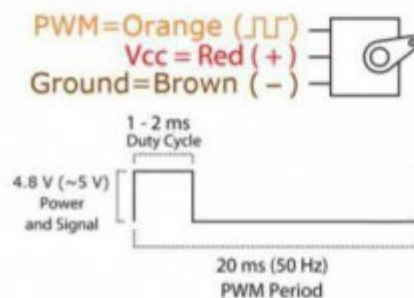 PWM=Orange (⎍⎍)
Vcc = Red ( + )
Ground=Brown ( − )
1 - 2 ms
Duty Cycle
4.8 V (~5 V)
Power
and Signal
20 ms (50 Hz)
PWM Period